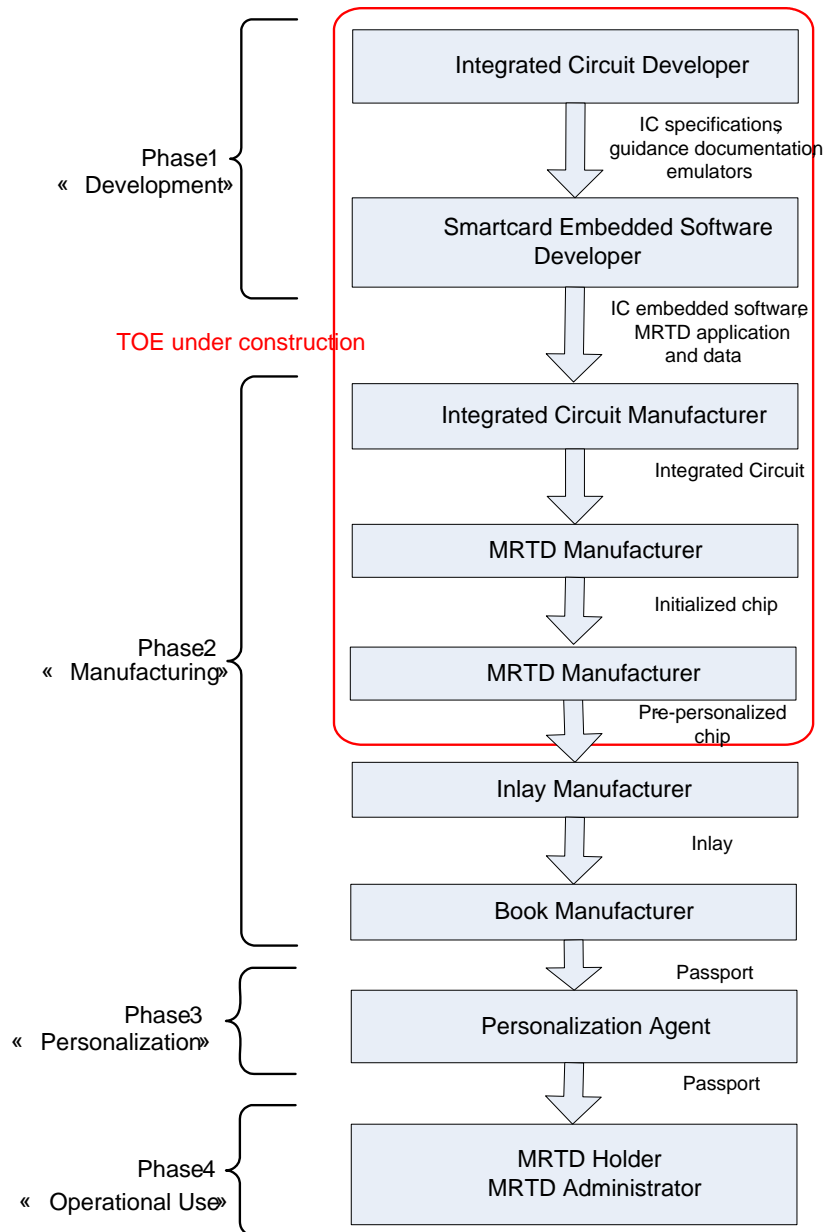 Integrated Circuit Developer
IC specifications,
guidance documentation,
emulators
Phase1
« Development»
Smartcard Embedded Software
Developer
IC embedded software,
MRTD application
and data
TOE under construction
Integrated Circuit Manufacturer
Integrated Circuit
MRTD Manufacturer
Initialized chip
Phase2
« Manufacturing»
MRTD Manufacturer
Pre-personalized
chip
Inlay Manufacturer
Inlay
Book Manufacturer
Passport
Phase3
« Personalization»
Personalization Agent
Passport
Phase4
« Operational Use»
MRTD Holder
MRTD Administrator